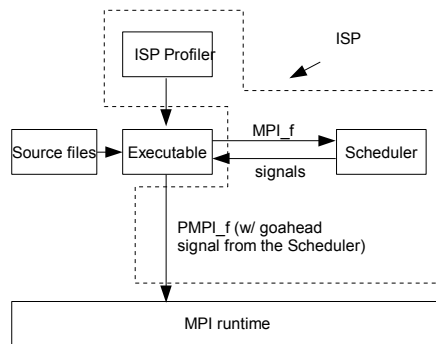 ISP
ISP Profiler
MPI_f
Source files
Executable
Scheduler
signals
PMPI_f (w/ goahead
signal from the Scheduler)
MPI runtime